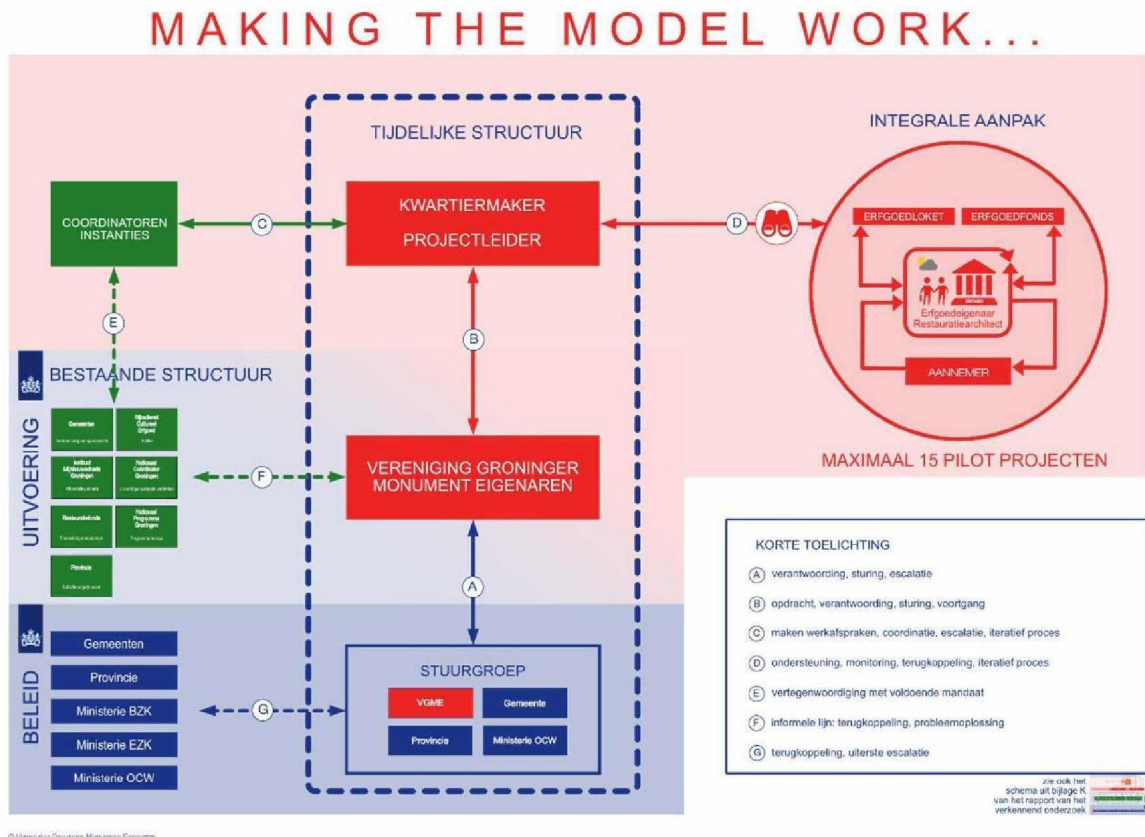 MAKING THE MODEL WORK...
TIJDELIJKE STRUCTUUR
INTEGRALE AANPAK
COORDINATOREN
INSTANTIES
C
KWARTIERMAKER
PROJECTLEIDER
D
ERFGOEDLOKET
ERFGOEDFONDS
Erfgoedeigenaar
Restauratiearchitect
AANNEMER
E
B
BESTAANDE STRUCTUUR
UITVOERING
Gemeenten
Rijksdienst
Cultureel
Erfgoed
Instituut
Mijnbouwschade
Groningen
Nationaal
Coördinator
Groningen
Restauratiefonds
Nationaal
Programma
Groningen
Provincie
F
VERENIGING GRONINGER
MONUMENT EIGENAREN
MAXIMAAL 15 PILOT PROJECTEN
A
BELEID
Gemeenten
Provincie
Ministerie BZK
Ministerie EZK
Ministerie OCW
G
STUURGROEP
VGME
Gemeente
Provincie
Ministerie OCW
KORTE TOELICHTING
A verantwoording, sturing, escalatie
B opdracht, verantwoording, sturing, voortgang
C maken werkafspraken, coordinatie, escalatie, iteratief proces
D ondersteuning, monitoring, terugkoppeling, iteratief proces
E vertegenwoordiging met voldoende mandaat
F informele lijn: terugkoppeling, probleemoplossing
G terugkoppeling, uiterste escalatie
zie ook het
schema uit bijlage K
van het rapport van het
verkennend onderzoek